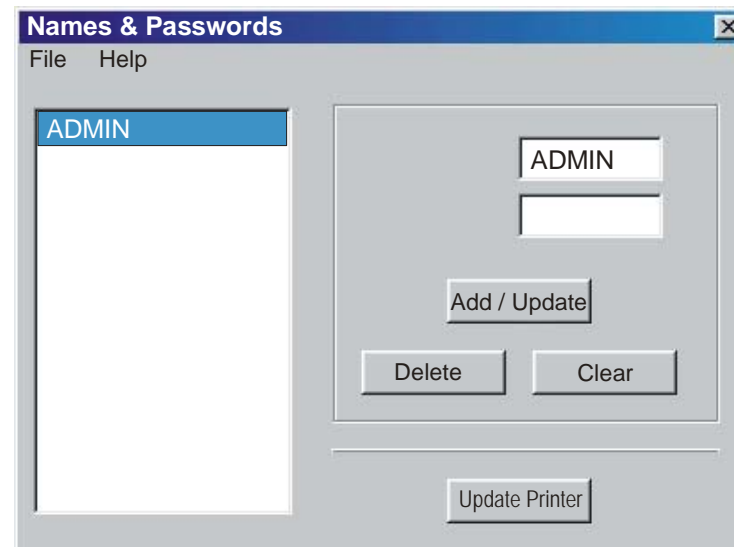 Names & Passwords
File Help
ADMIN
ADMIN
Add / Update
Delete Clear
Update Printer